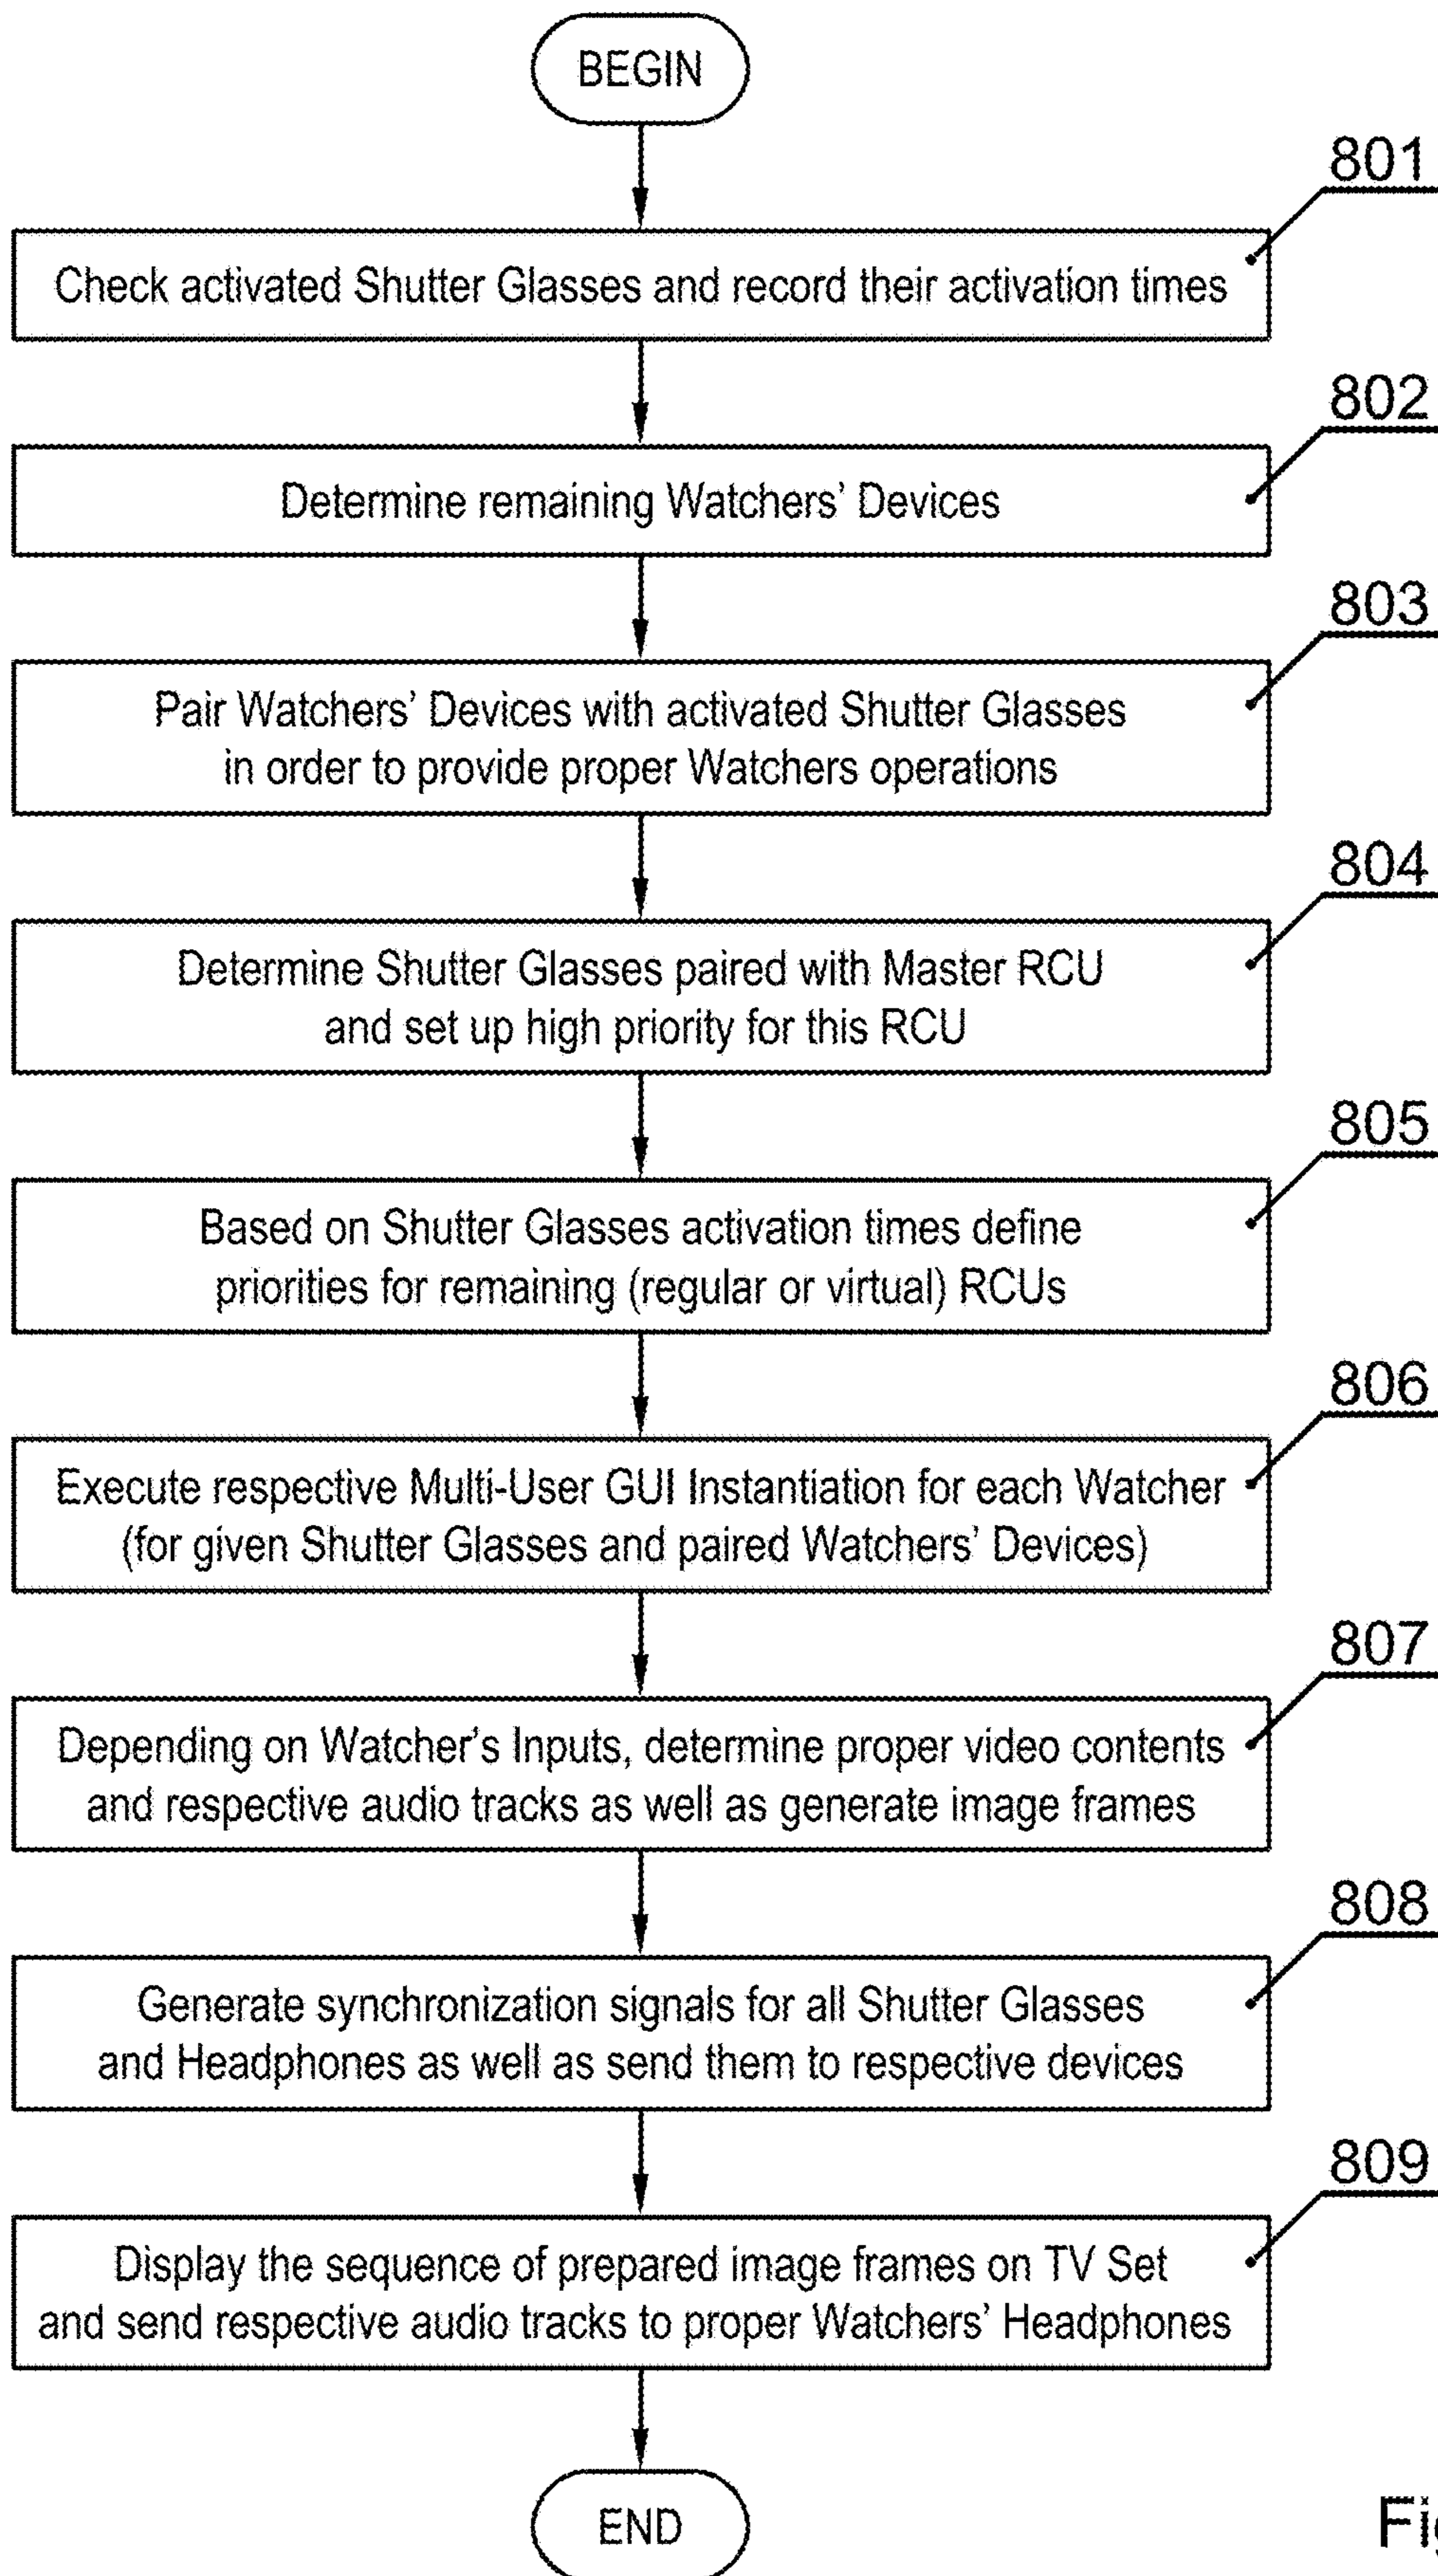 BEGIN
801
Check activated Shutter Glasses and record their activation times
802
Determine remaining Watchers' Devices
803
Pair Watchers' Devices with activated Shutter Glasses
in order to provide proper Watchers operations
804
Determine Shutter Glasses paired with Master RCU
and set up high priority for this RCU
805
Based on Shutter Glasses activation times define
priorities for remaining (regular or virtual) RCUs
806
Execute respective Multi-User GUI Instantiation for each Watcher
(for given Shutter Glasses and paired Watchers' Devices)
807
Depending on Watcher's Inputs, determine proper video contents
and respective audio tracks as well as generate image frames
808
Generate synchronization signals for all Shutter Glasses
and Headphones as well as send them to respective devices
809
Display the sequence of prepared image frames on TV Set
and send respective audio tracks to proper Watchers' Headphones
END